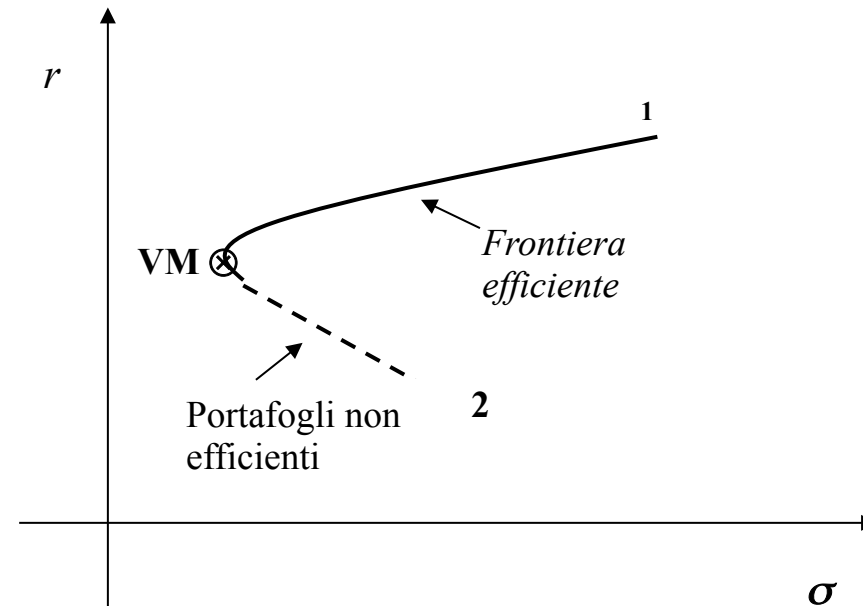 r
1
Frontiera
efficiente
VM
Portafogli non
efficienti
2
σ